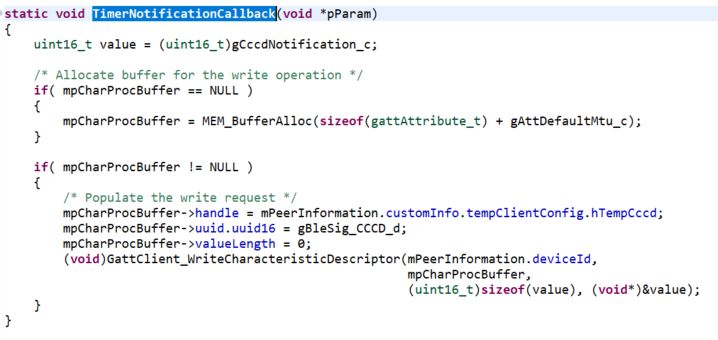 static void TimerNotificationCallback(void *pParam)
{
    uint16_t value = (uint16_t)gCccdNotification_c;

    /* Allocate buffer for the write operation */
    if( mpCharProcBuffer == NULL )
    {
        mpCharProcBuffer = MEM_BufferAlloc(sizeof(gattAttribute_t) + gAttDefaultMtu_c);
    }

    if( mpCharProcBuffer != NULL )
    {
        /* Populate the write request */
        mpCharProcBuffer->handle = mPeerInformation.customInfo.tempClientConfig.hTempCccd;
        mpCharProcBuffer->uuid.uuid16 = gBleSig_CCCD_d;
        mpCharProcBuffer->valueLength = 0;
        (void)GattClient_WriteCharacteristicDescriptor(mPeerInformation.deviceId,
                                                       mpCharProcBuffer,
                                                       (uint16_t)sizeof(value), (void*)&value);
    }
}